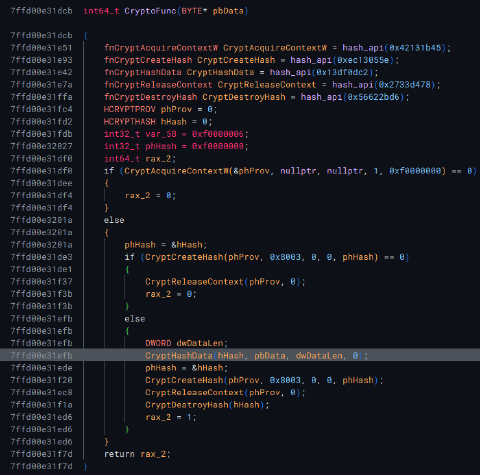 7ffd00e31dcb int64_t CryptoFunc(BYTE* pbData)
7ffd00e31dcb {
7ffd00e31e51 fnCryptAcquireContextW CryptAcquireContextW = hash_api(0x42131b45);
7ffd00e31e93 fnCryptCreateHash CryptCreateHash = hash_api(0xec13055e);
7ffd00e31e42 fnCryptHashData CryptHashData = hash_api(0x13df0dc2);
7ffd00e31e7a fnCryptReleaseContext CryptReleaseContext = hash_api(0x2733d478);
7ffd00e31ffa fnCryptDestroyHash CryptDestroyHash = hash_api(0x56622bd6);
7ffd00e31fc4 HCRYPTPROV phProv = 0;
7ffd00e31fd2 HCRYPTHASH hHash = 0;
7ffd00e31fdb int32_t var_58 = 0xf0000006;
7ffd00e32027 int32_t phHash = 0xf0000000;
7ffd00e31df0 int64_t rax_2;
7ffd00e31df0 if (CryptAcquireContextW(&phProv, nullptr, nullptr, 1, 0xf0000000) == 0)
7ffd00e31dee {
7ffd00e31df4 rax_2 = 0;
7ffd00e31df4 }
7ffd00e3201a else
7ffd00e3201a {
7ffd00e3201a phHash = &hHash;
7ffd00e31de3 if (CryptCreateHash(phProv, 0x8003, 0, 0, phHash) == 0)
7ffd00e31de1 {
7ffd00e31f37 CryptReleaseContext(phProv, 0);
7ffd00e31f3b rax_2 = 0;
7ffd00e31f3b }
7ffd00e31efb else
7ffd00e31efb {
7ffd00e31efb DWORD dwDataLen;
7ffd00e31efb CryptHashData(hHash, pbData, dwDataLen, 0);
7ffd00e31ede phHash = &hHash;
7ffd00e31f20 CryptCreateHash(phProv, 0x8003, 0, 0, phHash);
7ffd00e31ec8 CryptReleaseContext(phProv, 0);
7ffd00e31f1a CryptDestroyHash(hHash);
7ffd00e31ed6 rax_2 = 1;
7ffd00e31ed6 }
7ffd00e31ed6 }
7ffd00e31f7d return rax_2;
7ffd00e31f7d }